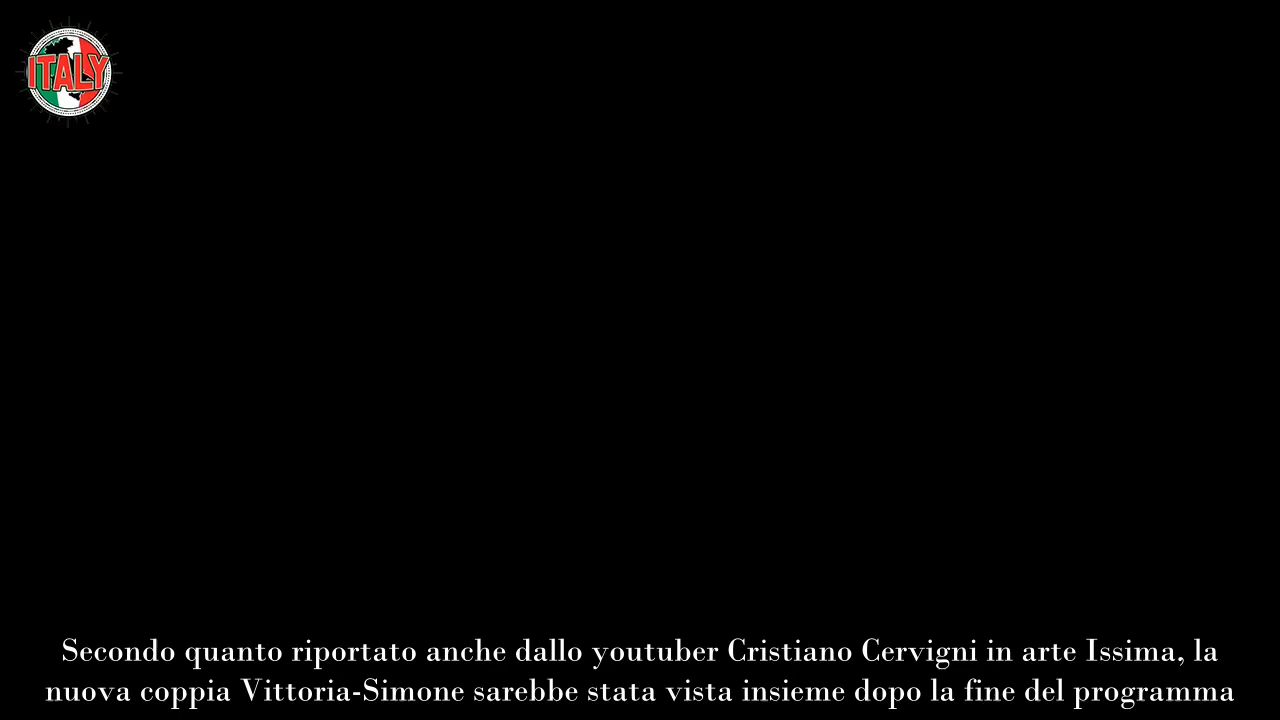 ITALY
Secondo quanto riportato anche dallo youtuber Cristiano Cervigni in arte Issima, la
nuova coppia Vittoria-Simone sarebbe stata vista insieme dopo la fine del programma